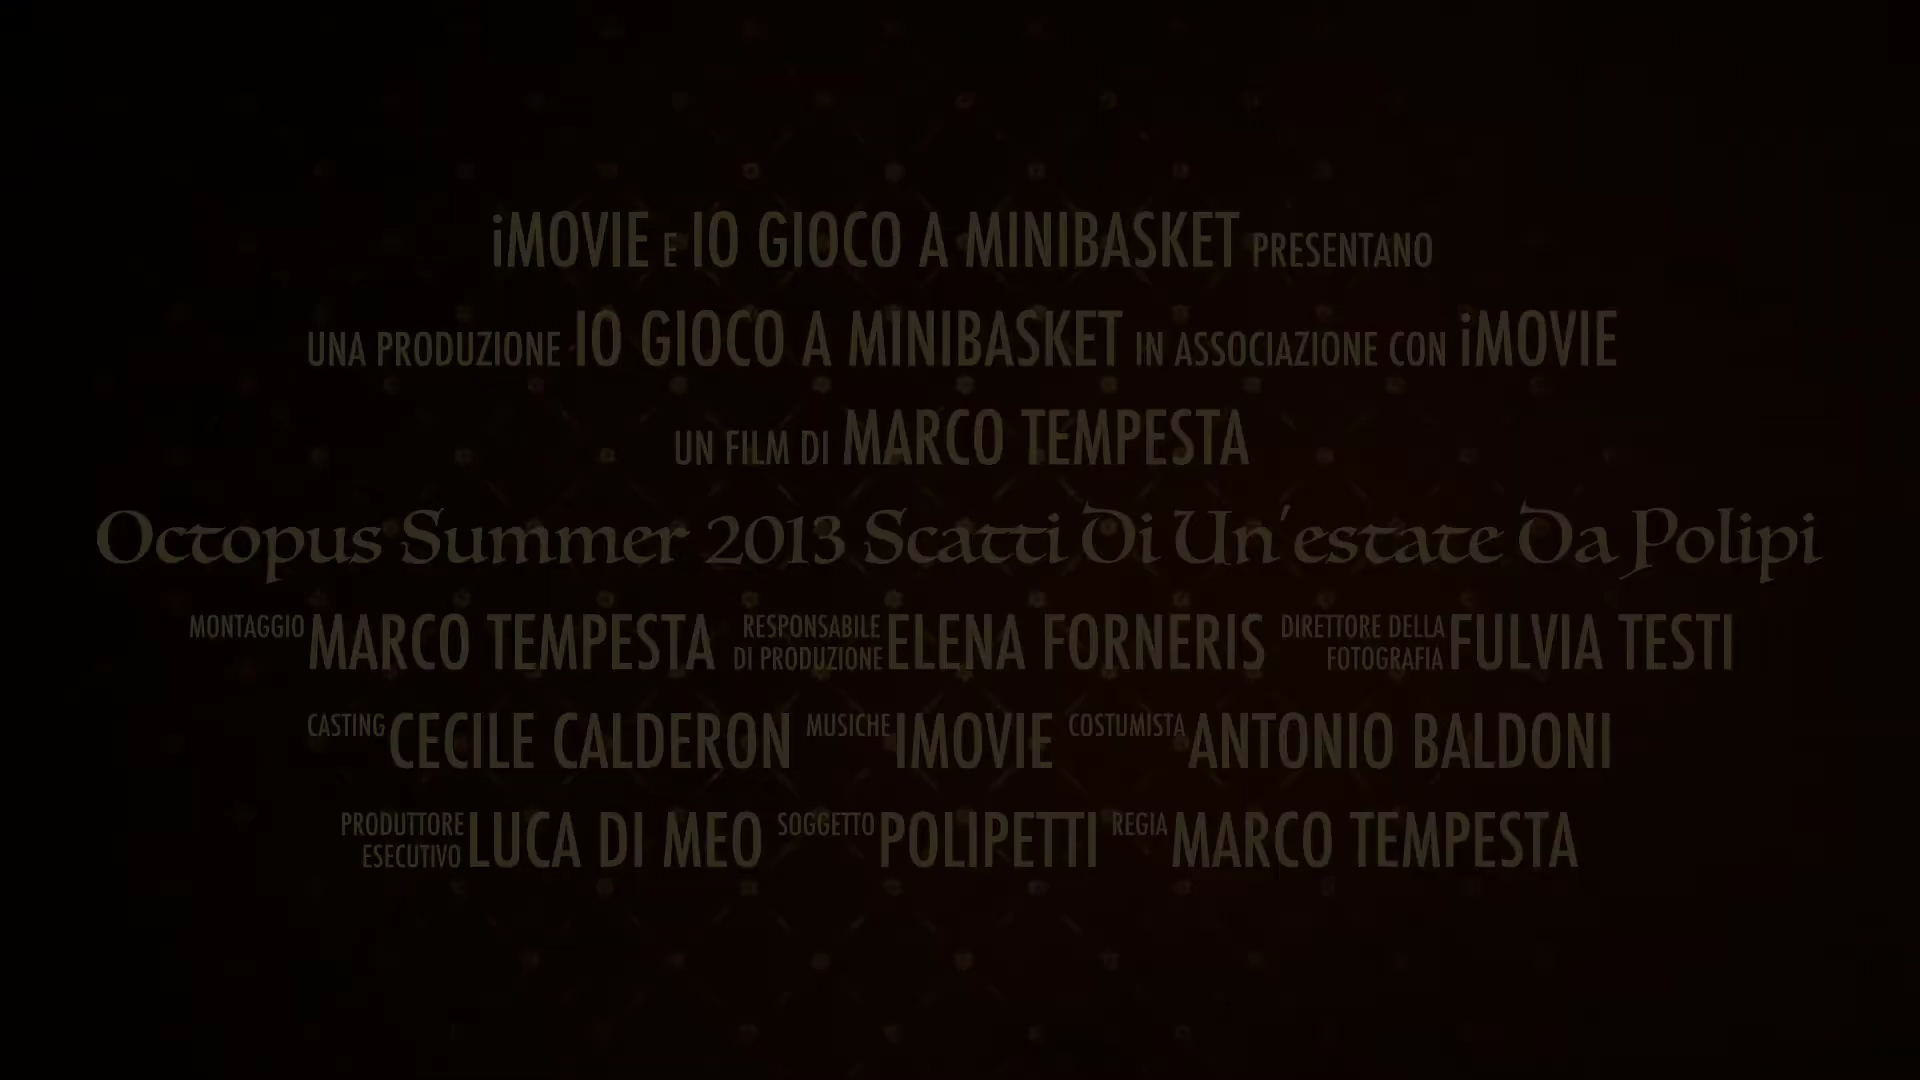 iMOVIE E IO GIOCO A MINIBASKET PRESENTANO
UNA PRODUZIONE IO GIOCO A MINIBASKET IN ASSOCIAZIONE CON iMOVIE
UN FILM DI MARCO TEMPESTA
Octopus Summer 2013 Scatti Di Un'estate Da Polipi
MONTAGGIO MARCO TEMPESTA RESPONSABILE DI PRODUZIONE ELENA FORNERIS DIRETTORE DELLA FOTOGRAFIA FULVIA TESTI
CASTING CECILE CALDERON MUSICHE IMOVIE COSTUMISTA ANTONIO BALDONI
PRODUTTORE ESECUTIVO LUCA DI MEO SOGGETTO POLIPETTI REGIA MARCO TEMPESTA